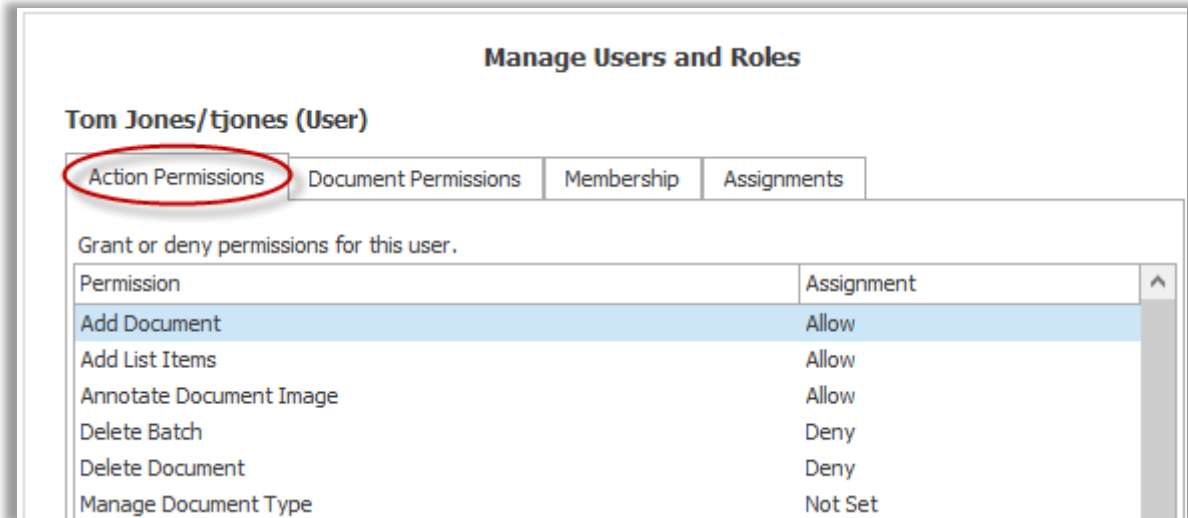 Manage Users and Roles
Tom Jones/tjones (User)
Action Permissions Document Permissions Membership Assignments
Grant or deny permissions for this user.
Permission Assignment
Add Document Allow
Add List Items Allow
Annotate Document Image Allow
Delete Batch Deny
Delete Document Deny
Manage Document Type Not Set